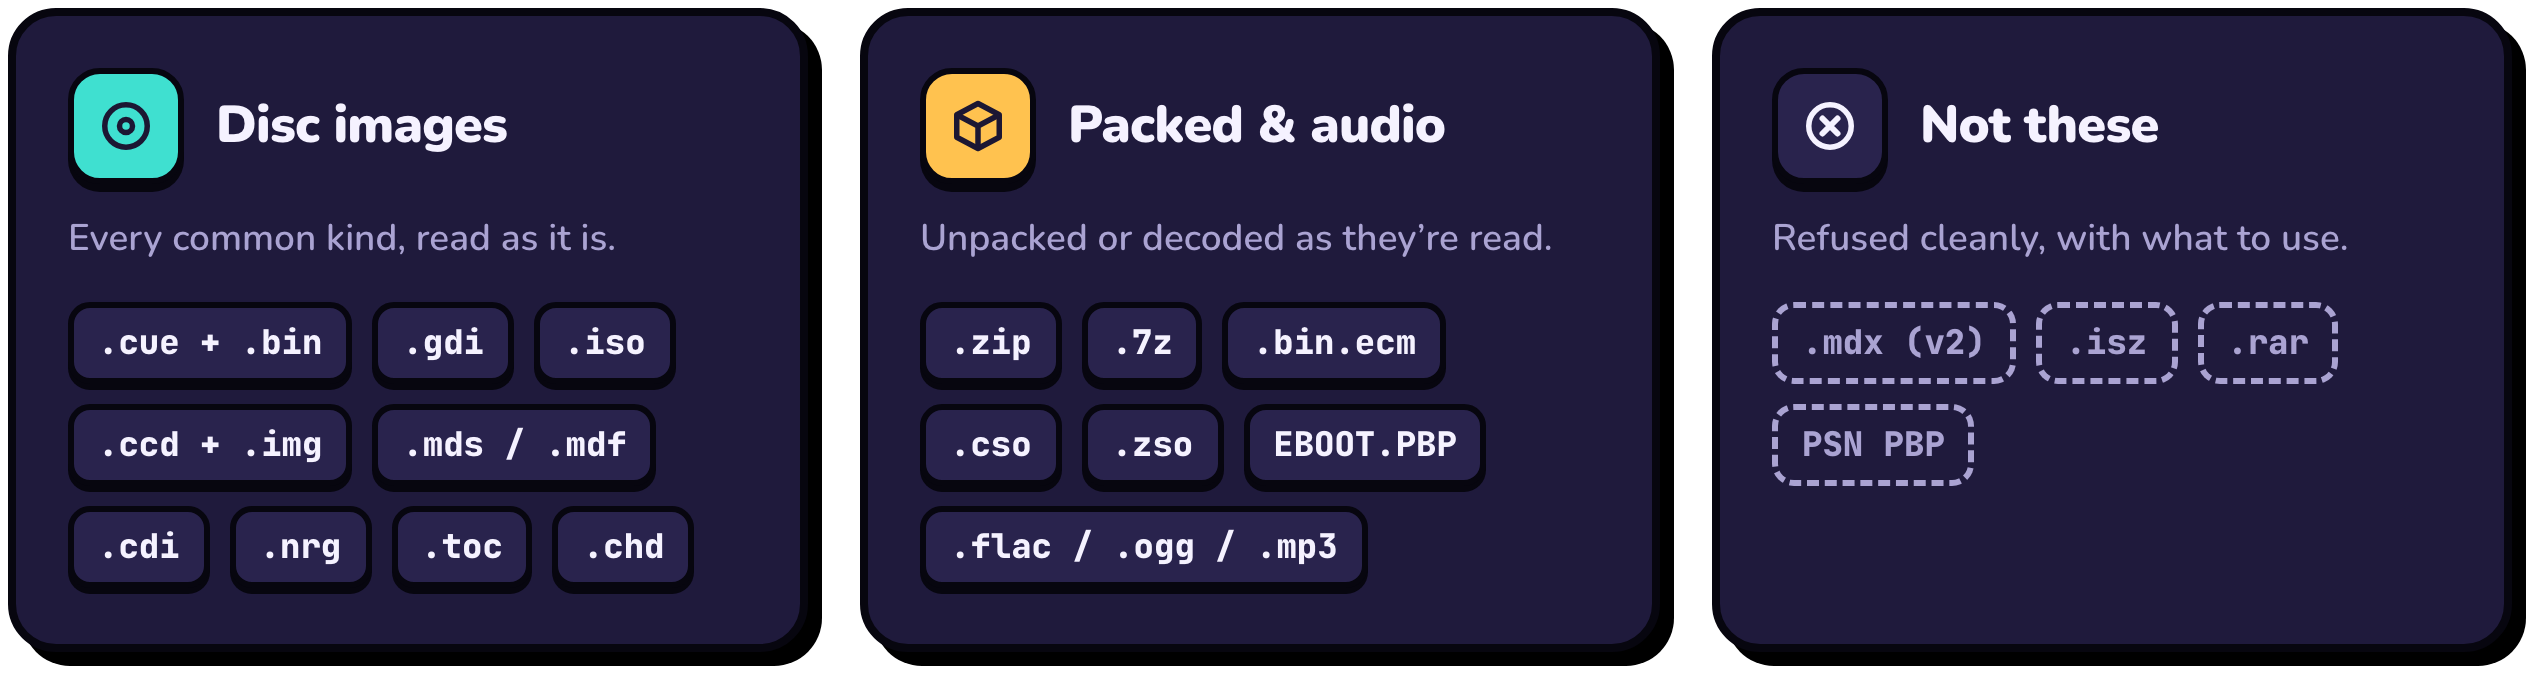 Disc images
Every common kind, read as it is.
.cue + .bin
.gdi
.iso
.ccd + .img
.mds / .mdf
.cdi
.nrg
.toc
.chd
Packed & audio
Unpacked or decoded as they’re read.
.zip
.7z
.bin.ecm
.cso
.zso
EBOOT.PBP
.flac / .ogg / .mp3
Not these
Refused cleanly, with what to use.
.mdx (v2)
.isz
.rar
PSN PBP